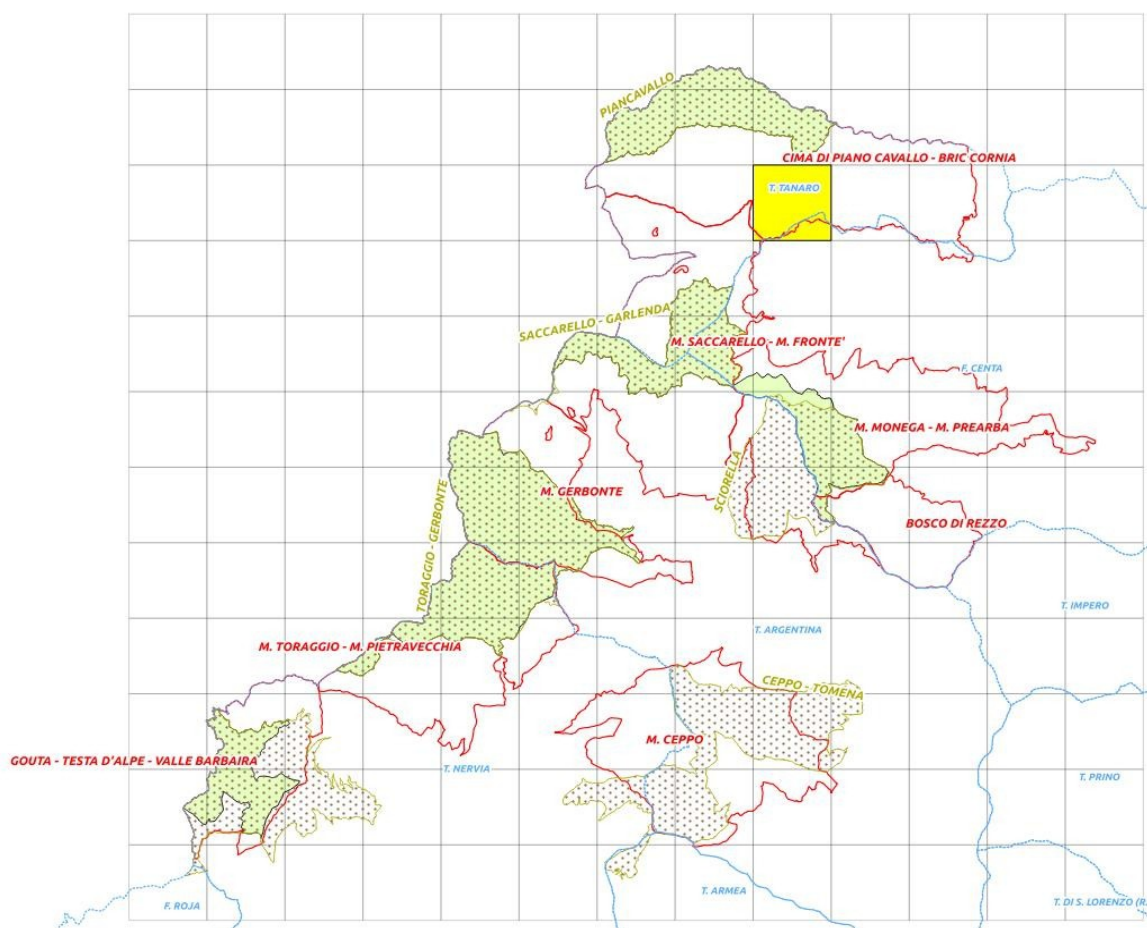 PIANCAVALLO
CIMA DI PIANO CAVALLO - BRIC CORNIA
T. TANARO
SACCARELLO - GARLENDA
M. SACCARELLO - M. FRONTE'
F. CENTA
M. MONEGA - M. PREARBA
SCIORELLA
M. GERBONTE
TORAGGIO - GERBONTE
BOSCO DI REZZO
T. IMPERO
T. ARGENTINA
M. TORAGGIO - M. PIETRAVECCHIA
CEPPO - TOMENA
M. CEPPO
GOUTA - TESTA D'ALPE - VALLE BARBAIRA
T. NERVIA
T. PRINO
T. ARMEA
F. ROJA
T. DI S. LORENZO (R